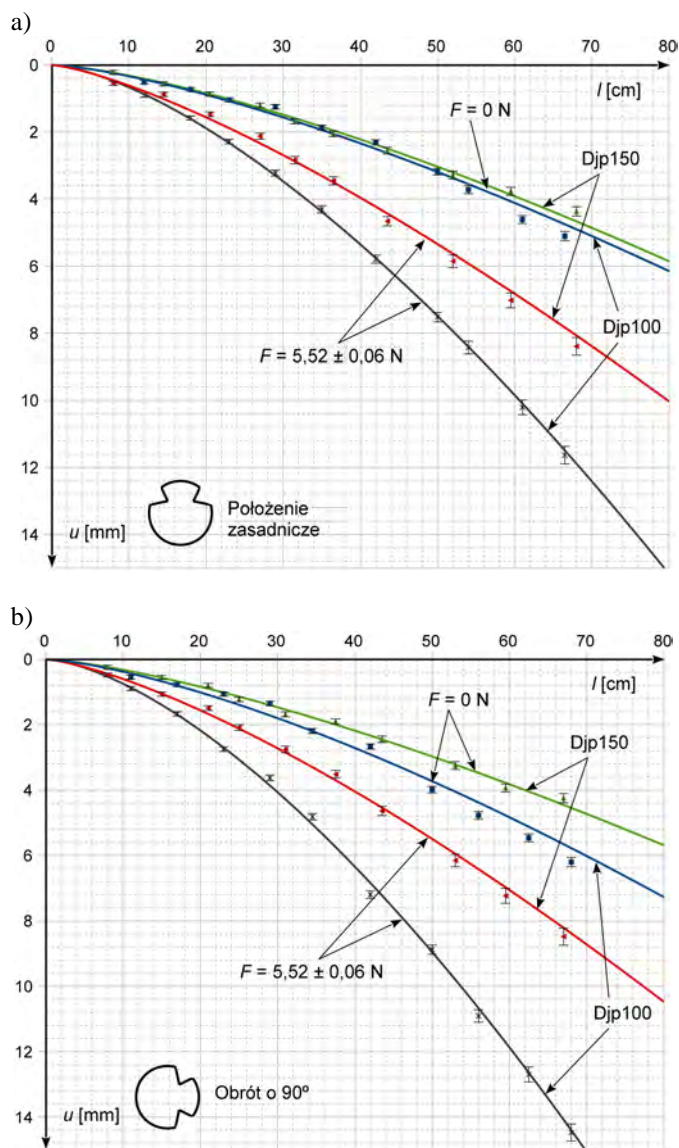 a)
0 10 20 30 40 50 60 70 80
0
l [cm]
F = 0 N
2
Djp150
4
6
Djp100
8
F = 5,52 ± 0,06 N
10
12
Położenie
zasadnicze
14
u [mm]
b)
0 10 20 30 40 50 60 70 80
0
l [cm]
F = 0 N
2
Djp150
4
6
8
F = 5,52 ± 0,06 N
10
Djp100
12
Obrót o 90º
14
u [mm]